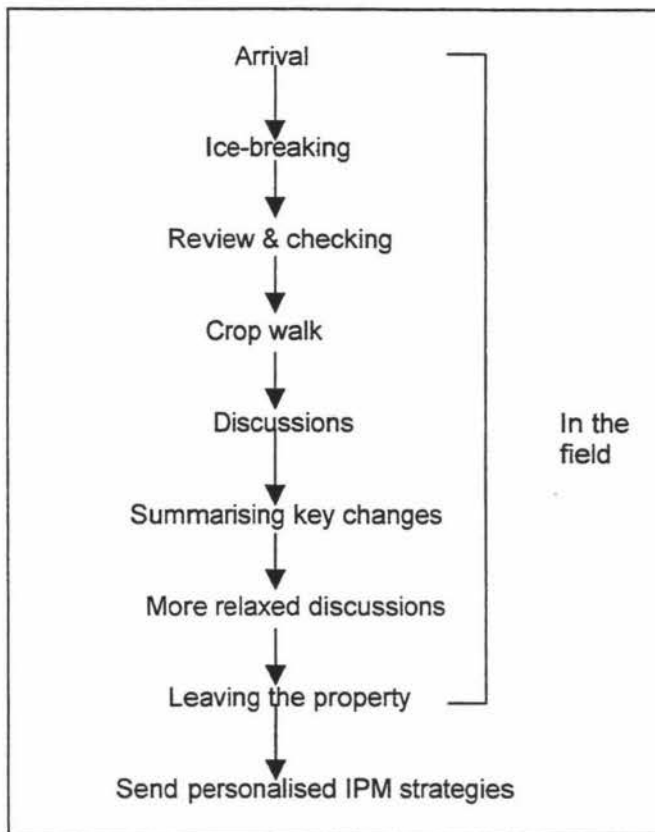 Arrival
Ice-breaking
Review & checking
Crop walk
Discussions
In the
field
Summarising key changes
More relaxed discussions
Leaving the property
Send personalised IPM strategies